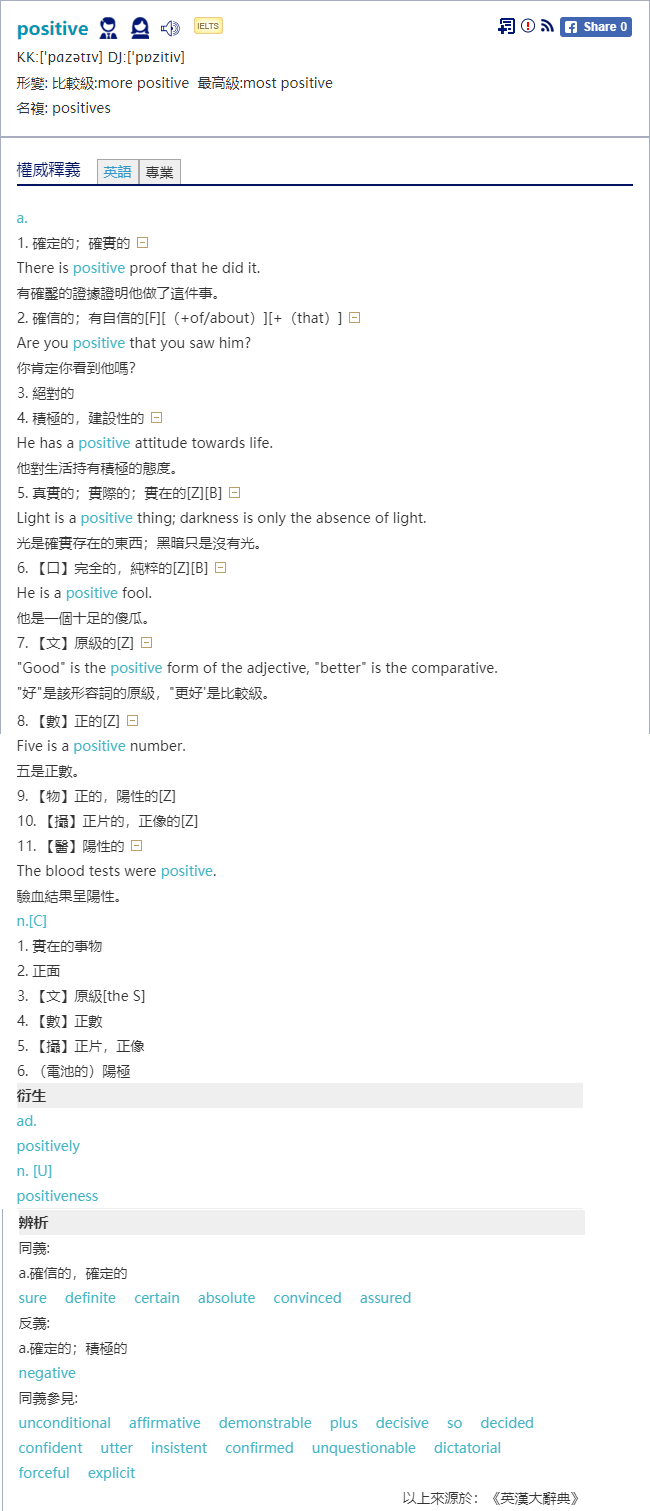 positive IELTS Share 0
KK:[ˈpɑzətɪv] DJ:[ˈpɒzitiv]
形變: 比較級:more positive 最高級:most positive
名複: positives
權威釋義 英語 專業
a.
1. 確定的；確實的
There is positive proof that he did it.
有確鑿的證據證明他做了這件事。
2. 確信的；有自信的[F][（+of/about）][+（that）]
Are you positive that you saw him?
你肯定你看到他嗎?
3. 絕對的
4. 積極的，建設性的
He has a positive attitude towards life.
他對生活持有積極的態度。
5. 真實的；實際的；實在的[Z][B]
Light is a positive thing; darkness is only the absence of light.
光是確實存在的東西；黑暗只是沒有光。
6. 【口】完全的，純粹的[Z][B]
He is a positive fool.
他是一個十足的傻瓜。
7. 【文】原級的[Z]
"Good" is the positive form of the adjective, "better" is the comparative.
"好"是該形容詞的原級，"更好'是比較級。
8. 【數】正的[Z]
Five is a positive number.
五是正數。
9. 【物】正的，陽性的[Z]
10. 【攝】正片的，正像的[Z]
11. 【醫】陽性的
The blood tests were positive.
驗血結果呈陽性。
n.[C]
1. 實在的事物
2. 正面
3. 【文】原級[the S]
4. 【數】正數
5. 【攝】正片，正像
6. （電池的）陽極
衍生
ad.
positively
n. [U]
positiveness
辨析
同義:
a.確信的，確定的
sure definite certain absolute convinced assured
反義:
a.確定的；積極的
negative
同義參見:
unconditional affirmative demonstrable plus decisive so decided
confident utter insistent confirmed unquestionable dictatorial
forceful explicit
以上來源於：《英漢大辭典》